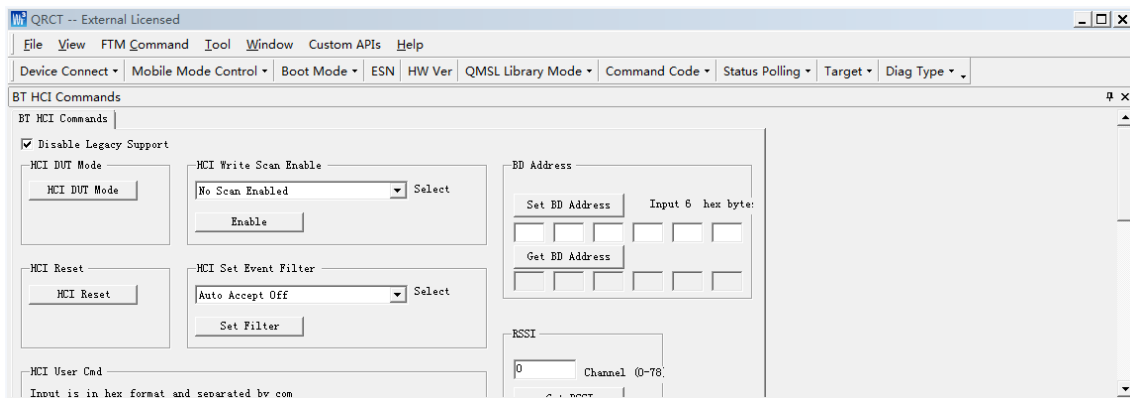 QRCT -- External Licensed
File View FTM Command Tool Window Custom APIs Help
Device Connect Mobile Mode Control Boot Mode ESN HW Ver QMSL Library Mode Command Code Status Polling Target Diag Type
BT HCI Commands
BT HCI Commands
Disable Legacy Support
HCI DUT Mode
HCI DUT Mode
HCI Write Scan Enable
No Scan Enabled Select
Enable
BD Address
Set BD Address Input 6 hex byte
Get BD Address
HCI Reset
HCI Reset
HCI Set Event Filter
Auto Accept Off Select
Set Filter
RSSI
0 Channel (0-78
Get RSSI
HCI User Cmd
Input is in hex format and separated by com